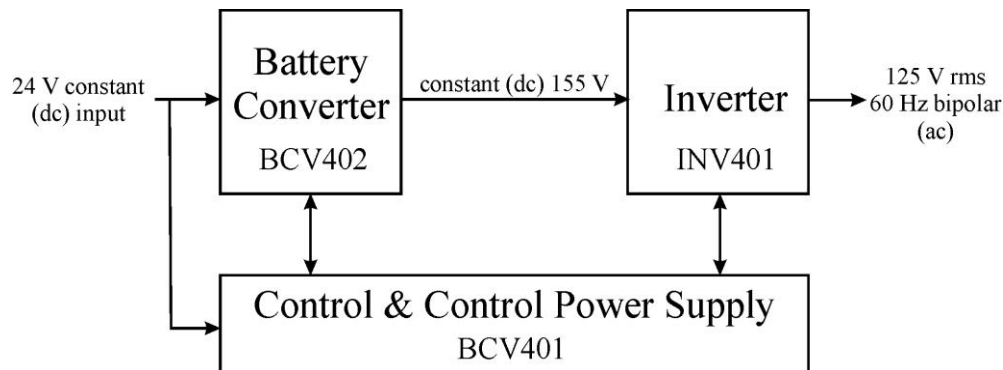 24 V constant
(dc) input
Battery
Converter
BCV402
constant (dc) 155 V
Inverter
INV401
125 V rms
60 Hz bipolar
(ac)
Control & Control Power Supply
BCV401